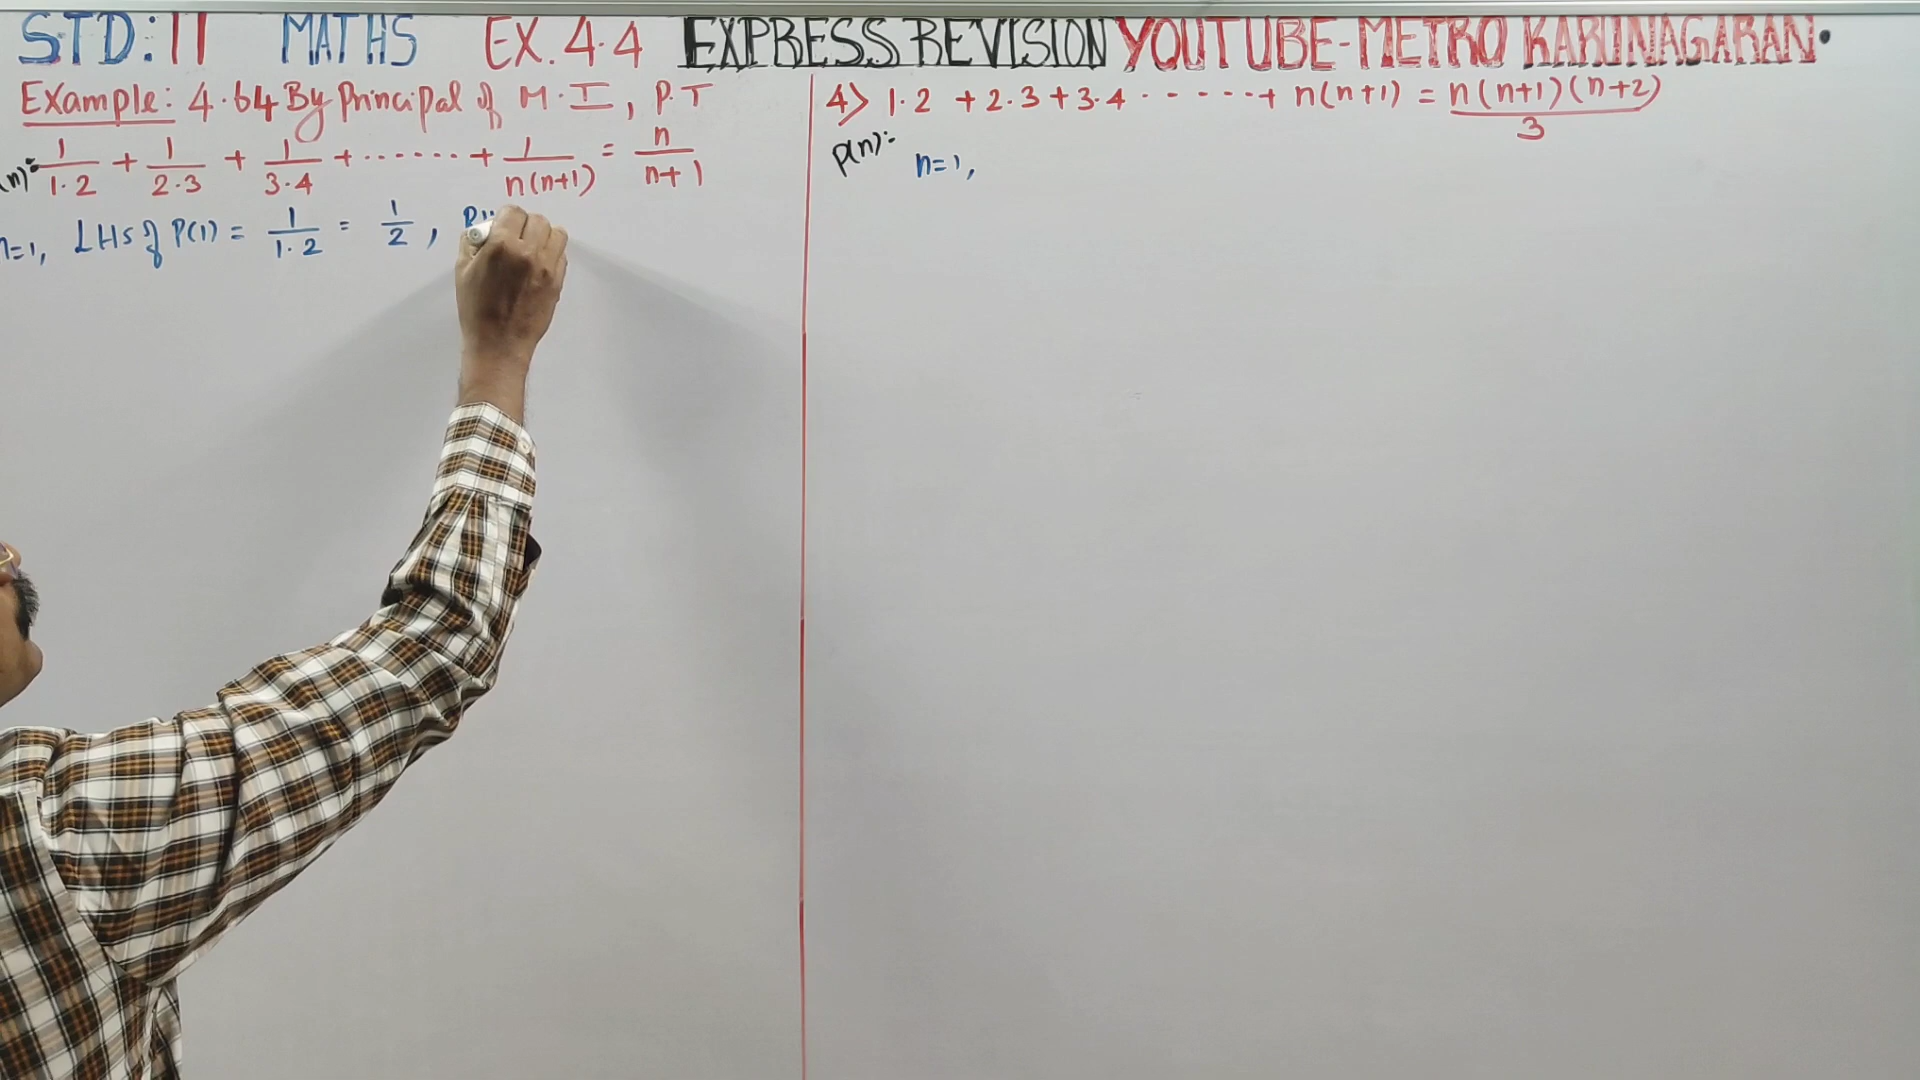 STD:11 MATHS EX.4.4 EXPRESS REVISION YOUTUBE-METRO KARUNAGARAN.
Example: 4.64 By Principal of M.I, P.T
(n): 1/1.2 + 1/2.3 + 1/3.4 + ...... + 1/n(n+1) = n/n+1
n=1, LHS of P(1) = 1/1.2 = 1/2 ,
4) 1.2 + 2.3 + 3.4 ...... + n(n+1) = n(n+1)(n+2)/3
P(n):
n=1,